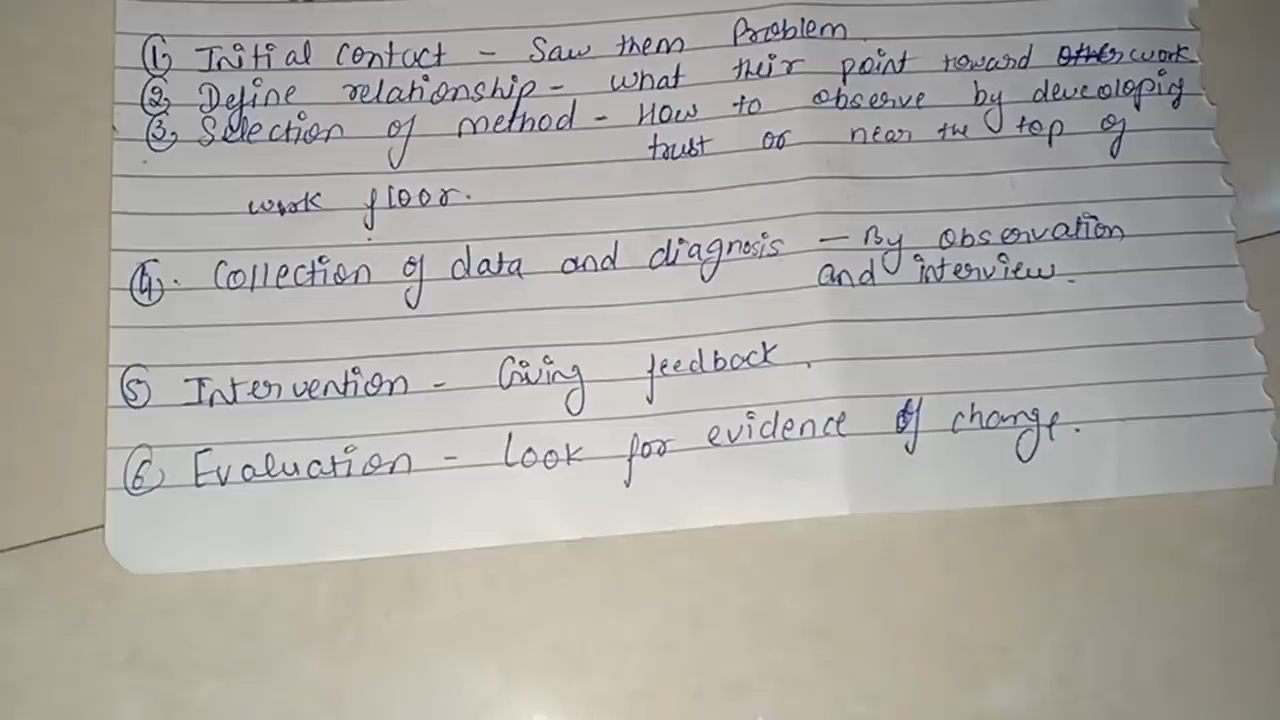 ① Initial contact - Saw them Problem
② Define relationship - what their point toward work
③ Selection of method - How to observe by devcolopig
trust or near the top of
work floor.
④. Collection of data and diagnosis - By observation
and interview.
⑤ Intervention - Giving feedback.
⑥ Evaluation - Look for evidence of change.